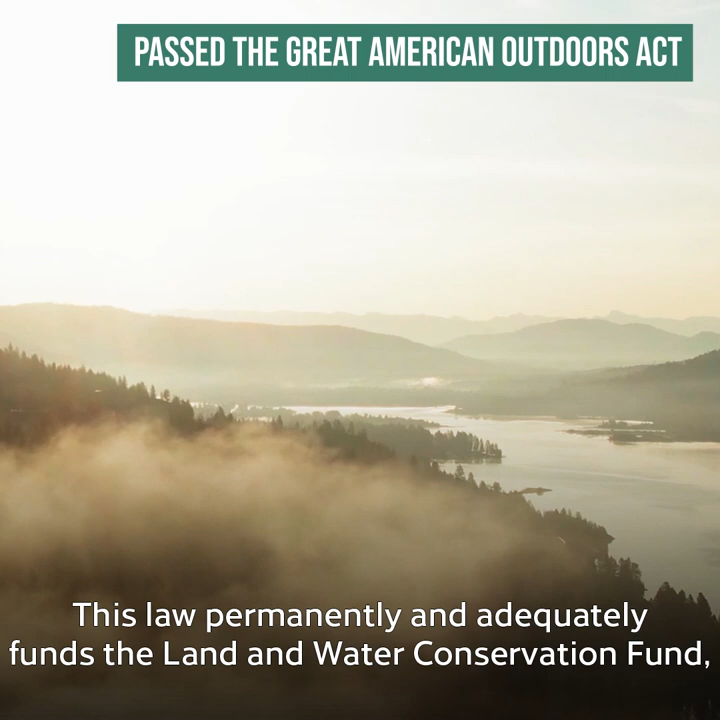 PASSED THE GREAT AMERICAN OUTDOORS ACT
This law permanently and adequately
funds the Land and Water Conservation Fund,